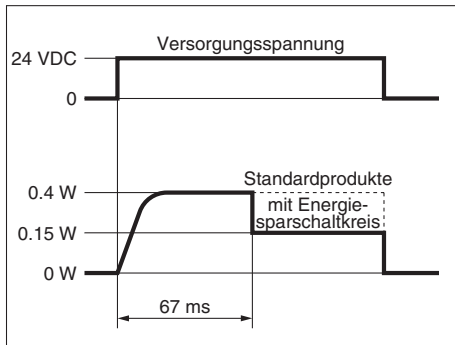 Versorgungsspannung
24 VDC
0
Standardprodukte
0.4 W
mit Energie-
sparschaltkreis
0.15 W
0 W
67 ms